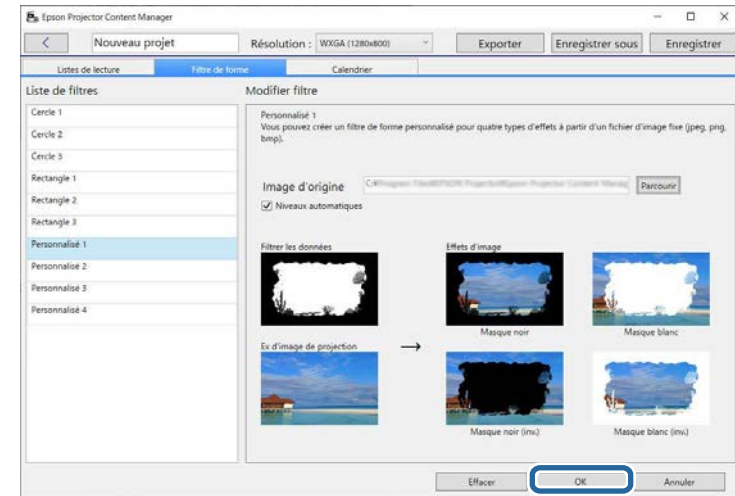 Epson Projector Content Manager
Nouveau projet
Résolution : WXGA (1280x800)
Exporter
Enregistrer sous
Enregistrer
Listes de lecture
Filtre de forme
Calendrier
Liste de filtres
Cercle 1
Cercle 2
Cercle 3
Rectangle 1
Rectangle 2
Rectangle 3
Personnalisé 1
Personnalisé 2
Personnalisé 3
Personnalisé 4
Modifier filtre
Personnalisé 1
Vous pouvez créer un filtre de forme personnalisé pour quatre types d'effets à partir d'un fichier d'image fixe (jpeg, png,
bmp).
Image d'origine
Parcourir
Niveaux automatiques
Filtrer les données
Effets d'image
Masque noir
Masque blanc
Ex d'image de projection
→
Masque noir (inv.)
Masque blanc (inv.)
Effacer
OK
Annuler